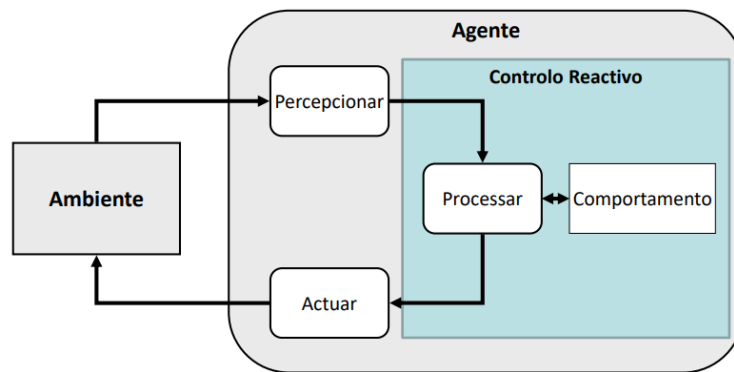 Agente
Percepcionar
Controlo Reactivo
Ambiente
Processar
Comportamento
Actuar